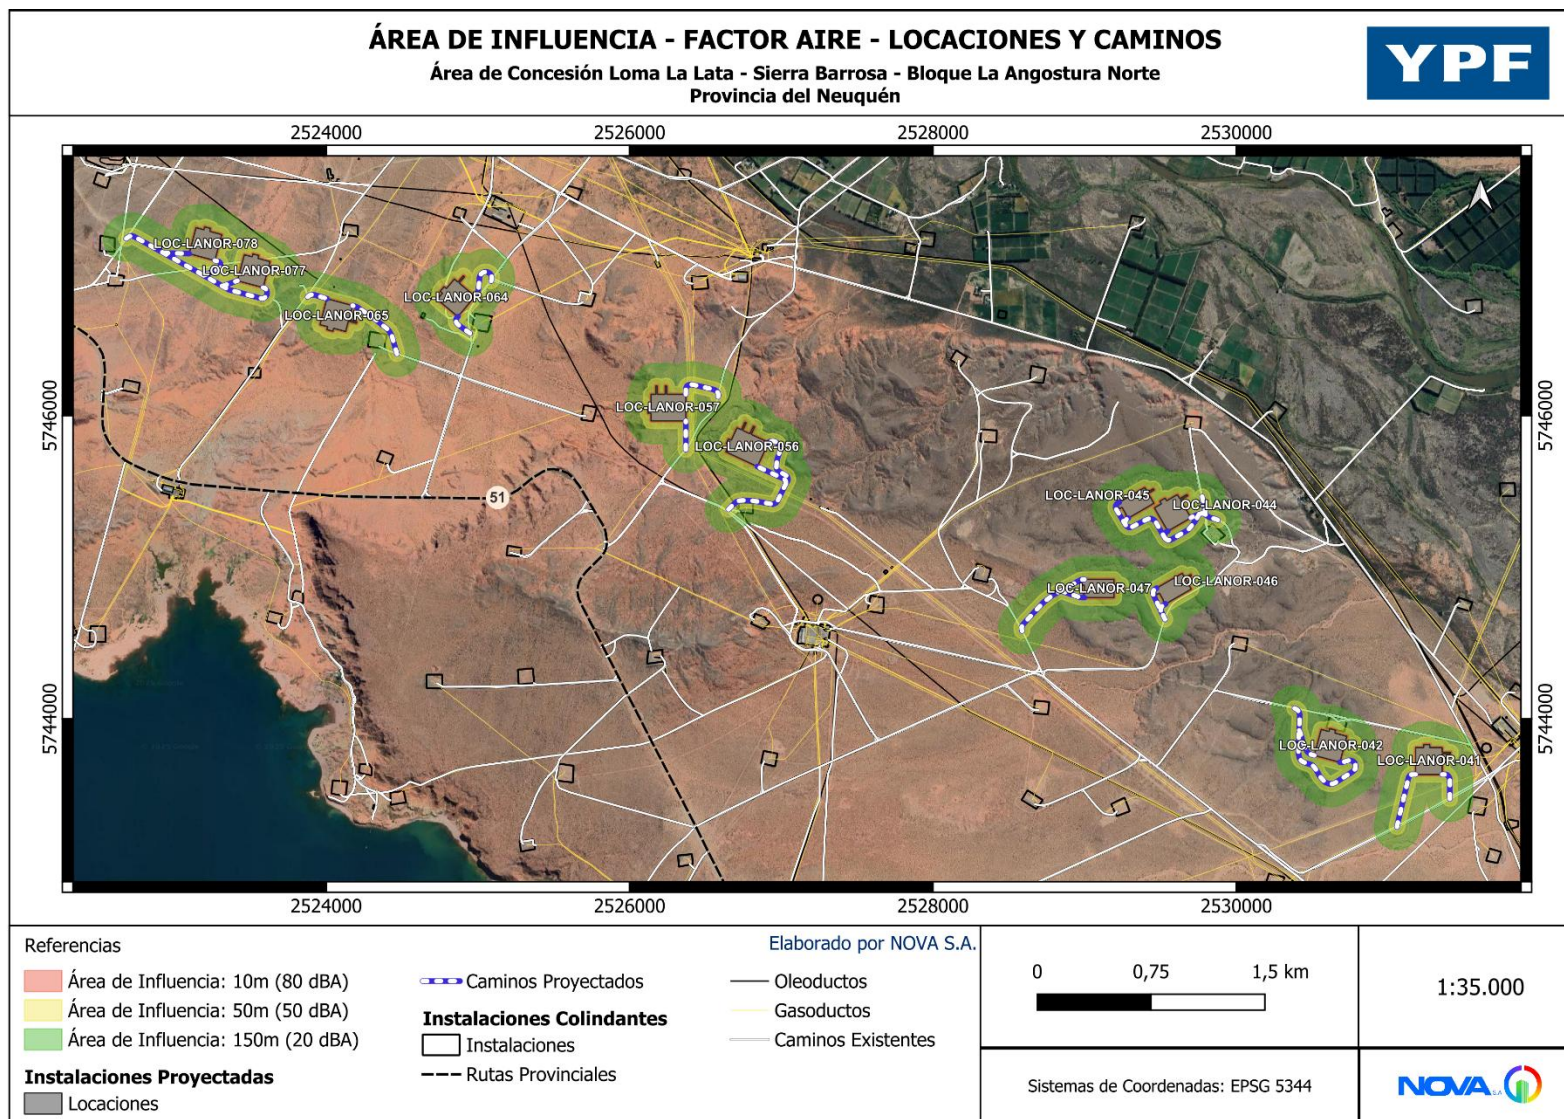 ÁREA DE INFLUENCIA - FACTOR AIRE - LOCACIONES Y CAMINOS
Área de Concesión Loma La Lata - Sierra Barrosa - Bloque La Angostura Norte
Provincia del Neuquén
YPF
2524000
2526000
2528000
2530000
5746000
5744000
5746000
5744000
LOC-LANOR-078
LOC-LANOR-077
LOC-LANOR-065
LOC-LANOR-064
LOC-LANOR-057
LOC-LANOR-056
51
LOC-LANOR-045
LOC-LANOR-044
LOC-LANOR-047
LOC-LANOR-046
LOC-LANOR-042
LOC-LANOR-041
2524000
2526000
2528000
2530000
Referencias
Área de Influencia: 10m (80 dBA)
Área de Influencia: 50m (50 dBA)
Área de Influencia: 150m (20 dBA)
Instalaciones Proyectadas
Locaciones
Caminos Proyectados
Instalaciones Colindantes
Instalaciones
Rutas Provinciales
Elaborado por NOVA S.A.
Oleoductos
Gasoductos
Caminos Existentes
0 0,75 1,5 km
1:35.000
Sistemas de Coordenadas: EPSG 5344
NOVA S.A.